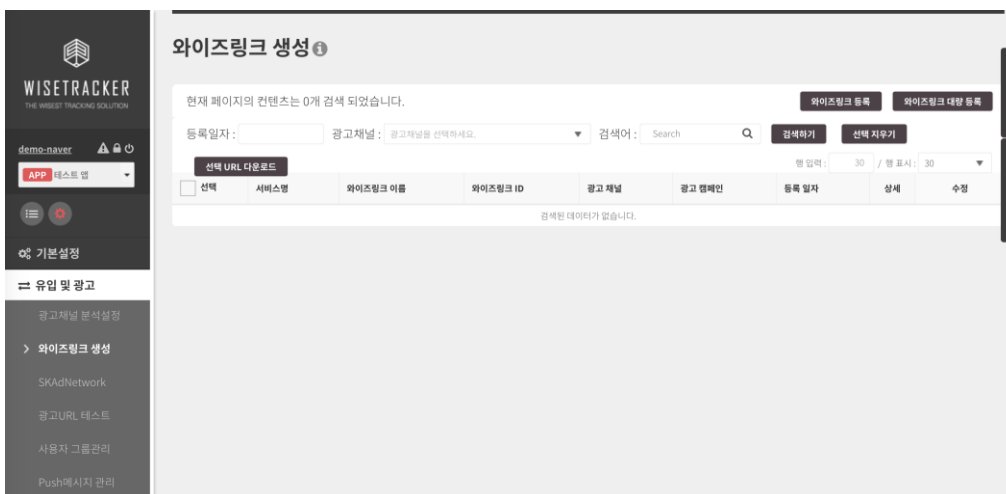 WISETRACKER
THE WISEST TRACKING SOLUTION
demo-naver
APP 테스트 앱
기본설정
유입 및 광고
광고채널 분석설정
와이즈링크 생성
SKAdNetwork
광고URL 테스트
사용자 그룹관리
Push메시지 관리
와이즈링크 생성
현재 페이지의 컨텐츠는 0개 검색 되었습니다. 와이즈링크 등록 와이즈링크 대량 등록
등록일자 : 광고채널 : 광고채널을 선택하세요. 검색어 : Search 검색하기 선택 지우기
선택 URL 다운로드 행 입력 : 30 / 행 표시 : 30
선택 서비스명 와이즈링크 이름 와이즈링크 ID 광고 채널 광고 캠페인 등록 일자 상세 수정
검색된 데이터가 없습니다.